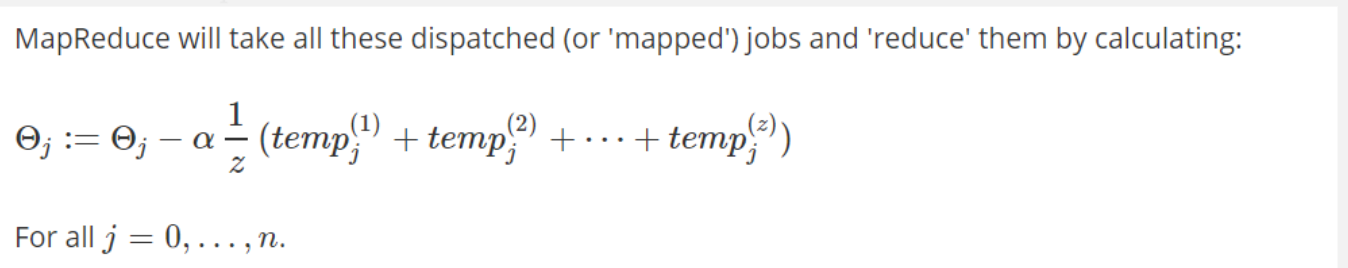 MapReduce will take all these dispatched (or 'mapped') jobs and 'reduce' them by calculating:
Θ_j := Θ_j − α \frac{1}{z} (temp_j^{(1)} + temp_j^{(2)} + ⋯ + temp_j^{(z)})
For all j = 0, . . . , n.